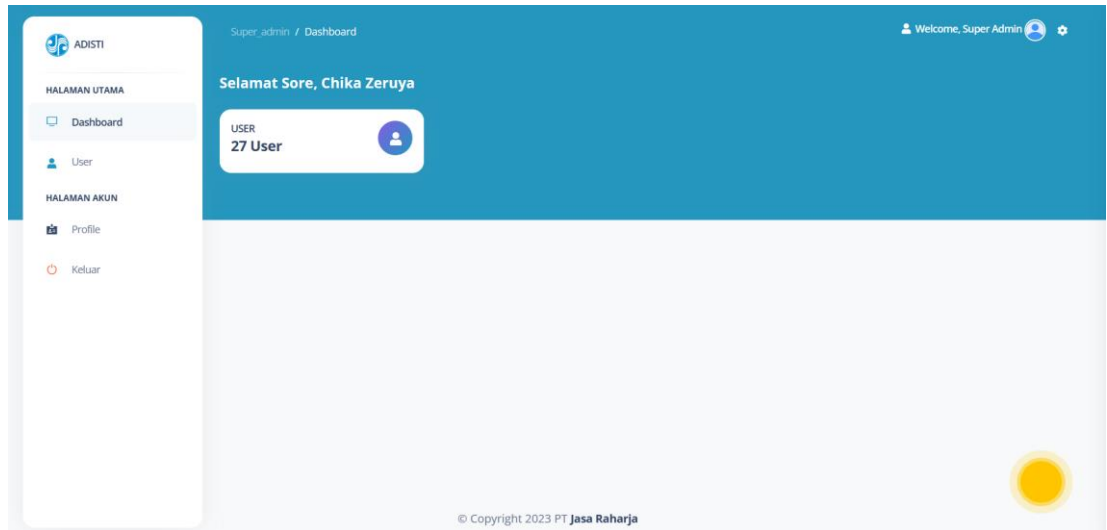 ADISTI
HALAMAN UTAMA
Dashboard
User
HALAMAN AKUN
Profile
Keluar
Super_admin / Dashboard
Welcome, Super Admin
Selamat Sore, Chika Zeruya
USER
27 User
© Copyright 2023 PT Jasa Raharja